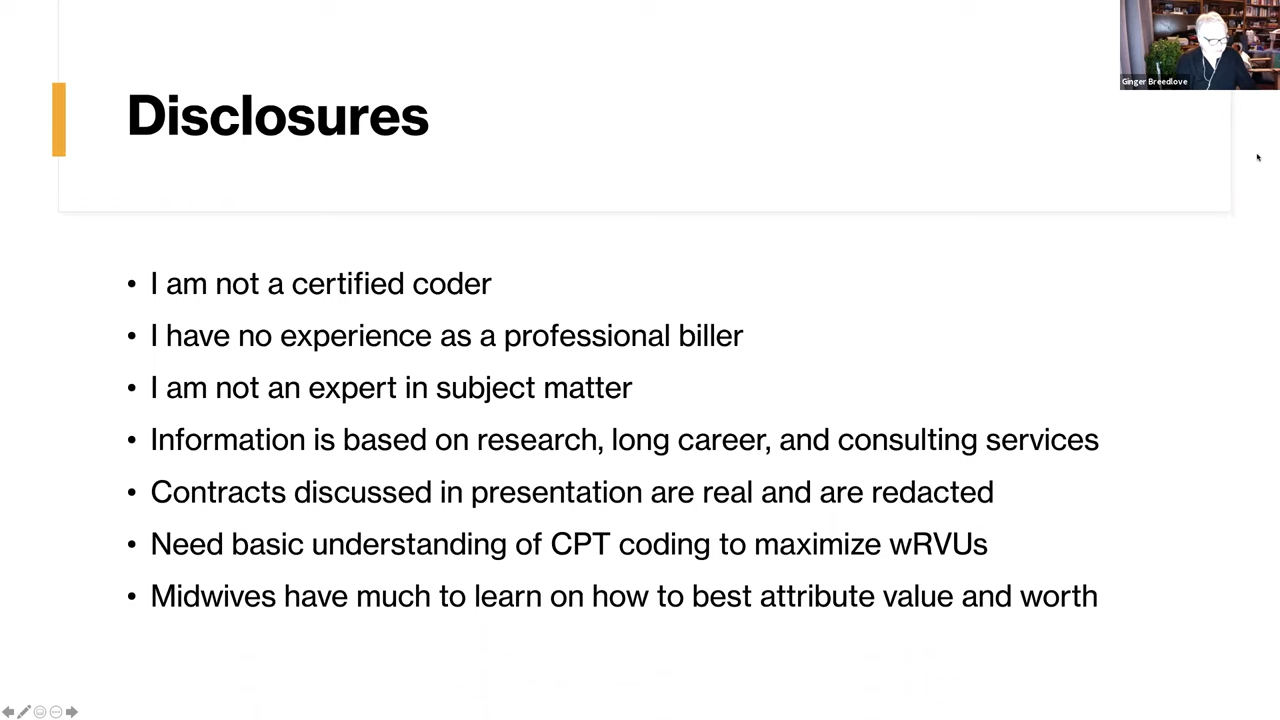 Ginger Breedlove
Disclosures
• I am not a certified coder
• I have no experience as a professional biller
• I am not an expert in subject matter
• Information is based on research, long career, and consulting services
• Contracts discussed in presentation are real and are redacted
• Need basic understanding of CPT coding to maximize wRVUs
• Midwives have much to learn on how to best attribute value and worth